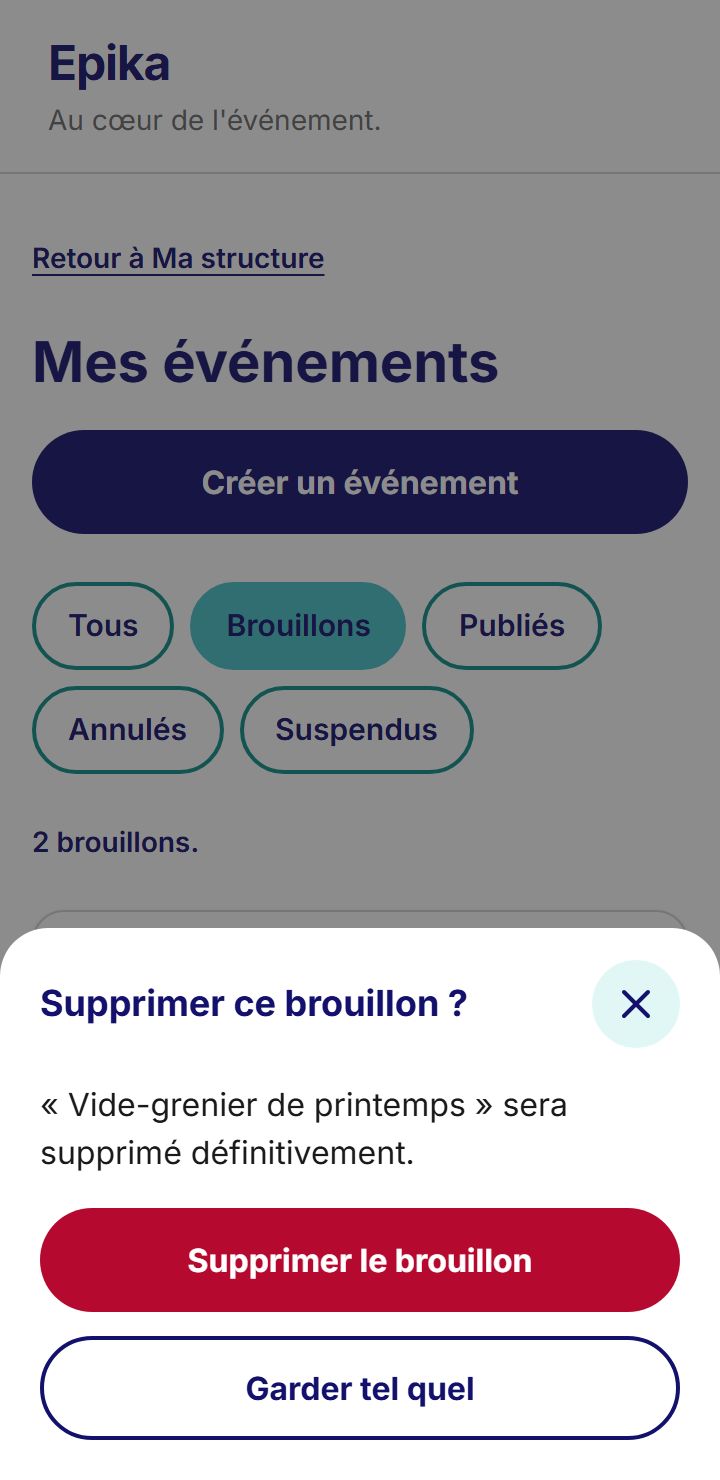 Epika
Au cœur de l'événement.
Retour à Ma structure
Mes événements
Créer un événement
Tous
Brouillons
Publiés
Annulés
Suspendus
2 brouillons.
Supprimer ce brouillon ?
« Vide-grenier de printemps » sera
supprimé définitivement.
Supprimer le brouillon
Garder tel quel